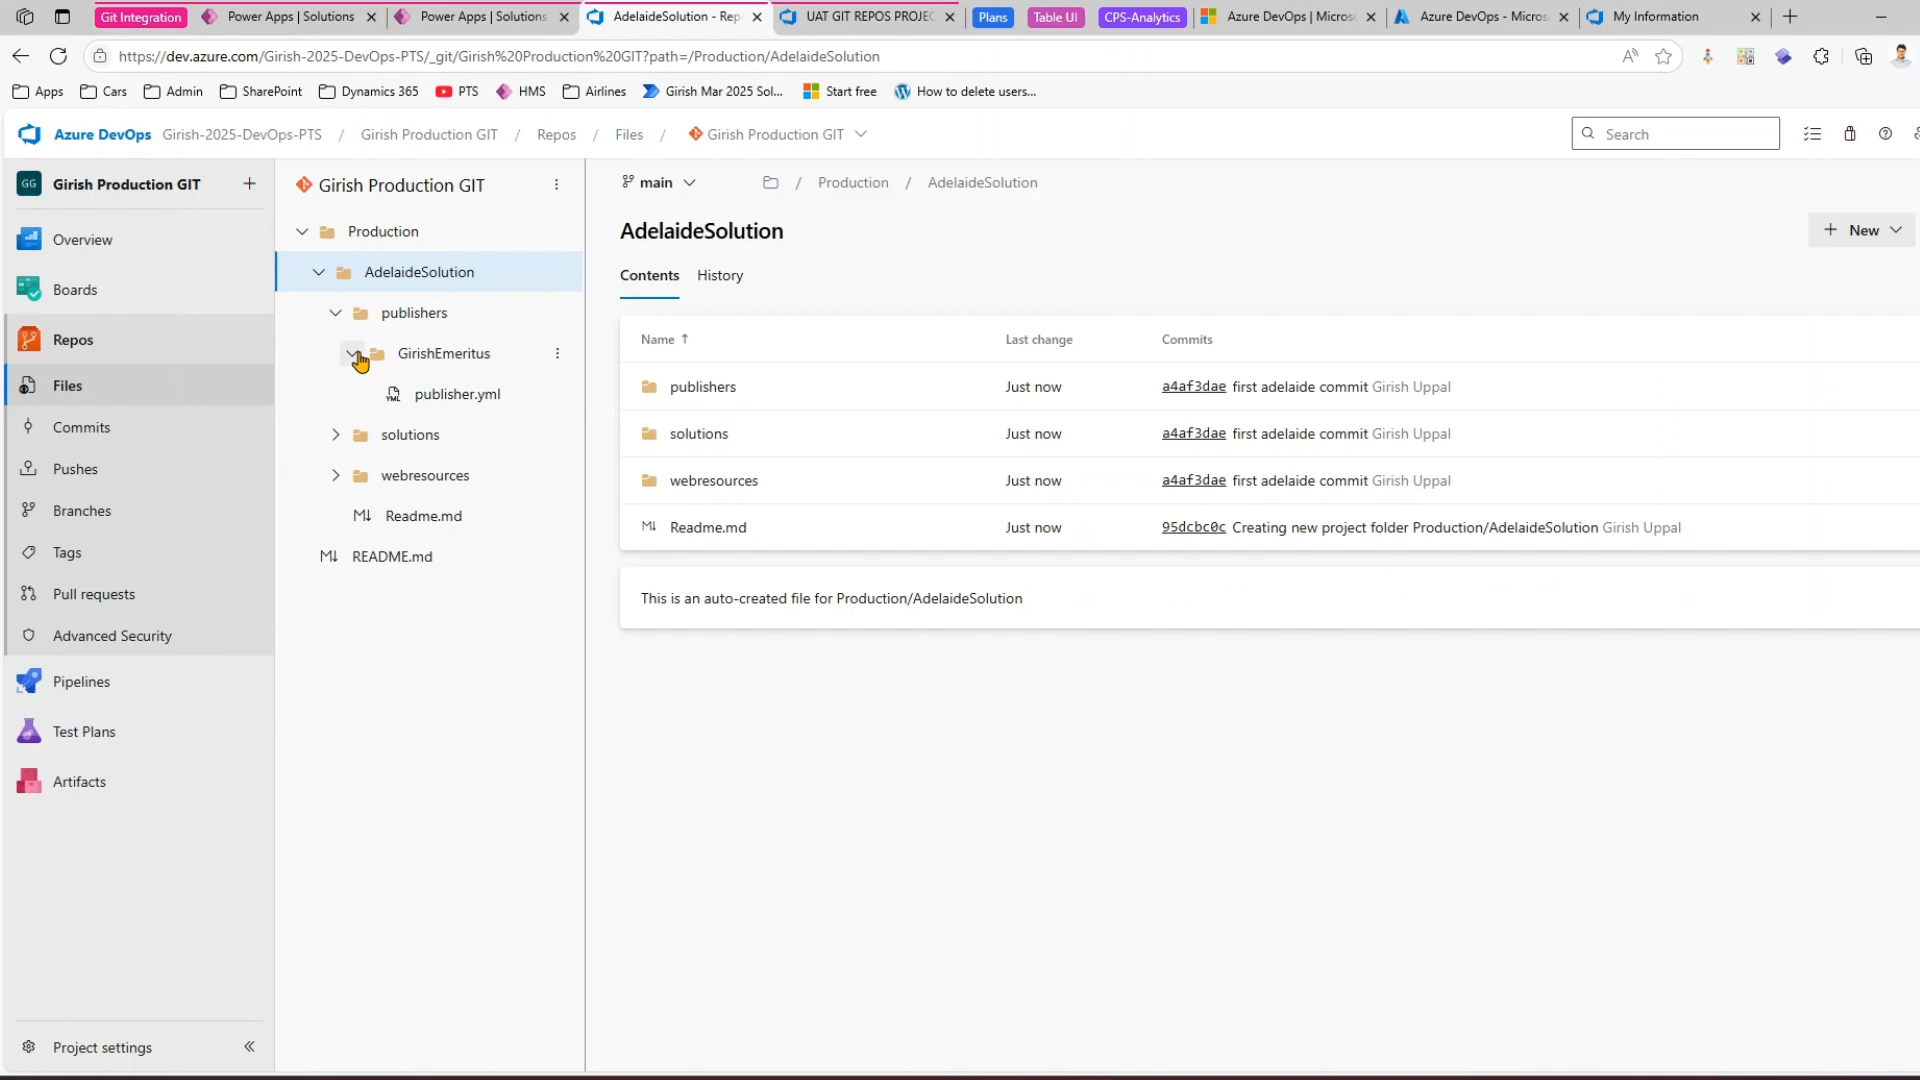 Git Integration
Power Apps | Solutions
Power Apps | Solutions
AdelaideSolution - Rep
UAT GIT REPOS PROJEC
Plans
Table UI
CPS-Analytics
Azure DevOps | Micros
Azure DevOps - Micros
My Information
https://dev.azure.com/Girish-2025-DevOps-PTS/_git/Girish%20Production%20GIT?path=/Production/AdelaideSolution
Apps
Cars
Admin
SharePoint
Dynamics 365
PTS
HMS
Airlines
Girish Mar 2025 Sol...
Start free
How to delete users...
Azure DevOps
Girish-2025-DevOps-PTS / Girish Production GIT / Repos / Files / Girish Production GIT
Search
GG Girish Production GIT
Overview
Boards
Repos
Files
Commits
Pushes
Branches
Tags
Pull requests
Advanced Security
Pipelines
Test Plans
Artifacts
Project settings
Girish Production GIT
Production
AdelaideSolution
publishers
GirishEmeritus
YML publisher.yml
solutions
webresources
M↓ Readme.md
M↓ README.md
main
/ Production / AdelaideSolution
AdelaideSolution
+ New
Contents History
Name ↑ Last change Commits
publishers Just now a4af3dae first adelaide commit Girish Uppal
solutions Just now a4af3dae first adelaide commit Girish Uppal
webresources Just now a4af3dae first adelaide commit Girish Uppal
M↓ Readme.md Just now 95dcbc0c Creating new project folder Production/AdelaideSolution Girish Uppal
This is an auto-created file for Production/AdelaideSolution